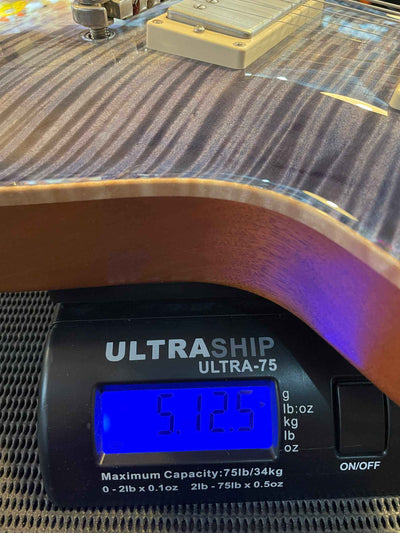 ULTRASHIP
ULTRA-75
5.12.5
g
lb:oz
kg
lb
oz
ON/OFF
Maximum Capacity:75lb/34kg
0 - 2lb x 0.1oz 2lb - 75lb x 0.5oz